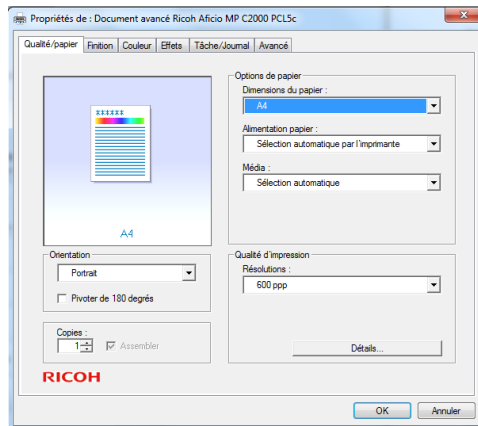 Propriétés de : Document avancé Ricoh Aficio MP C2000 PCL5c
Qualité/papier Finition Couleur Effets Tâche/Journal Avancé
Options de papier
Dimensions du papier :
A4
Alimentation papier :
Sélection automatique par l'imprimante
Média :
Sélection automatique
A4
Orientation
Portrait
Pivoter de 180 degrés
Qualité d'impression
Résolutions :
600 ppp
Copies :
1 Assembler
Détails...
RICOH
OK Annuler